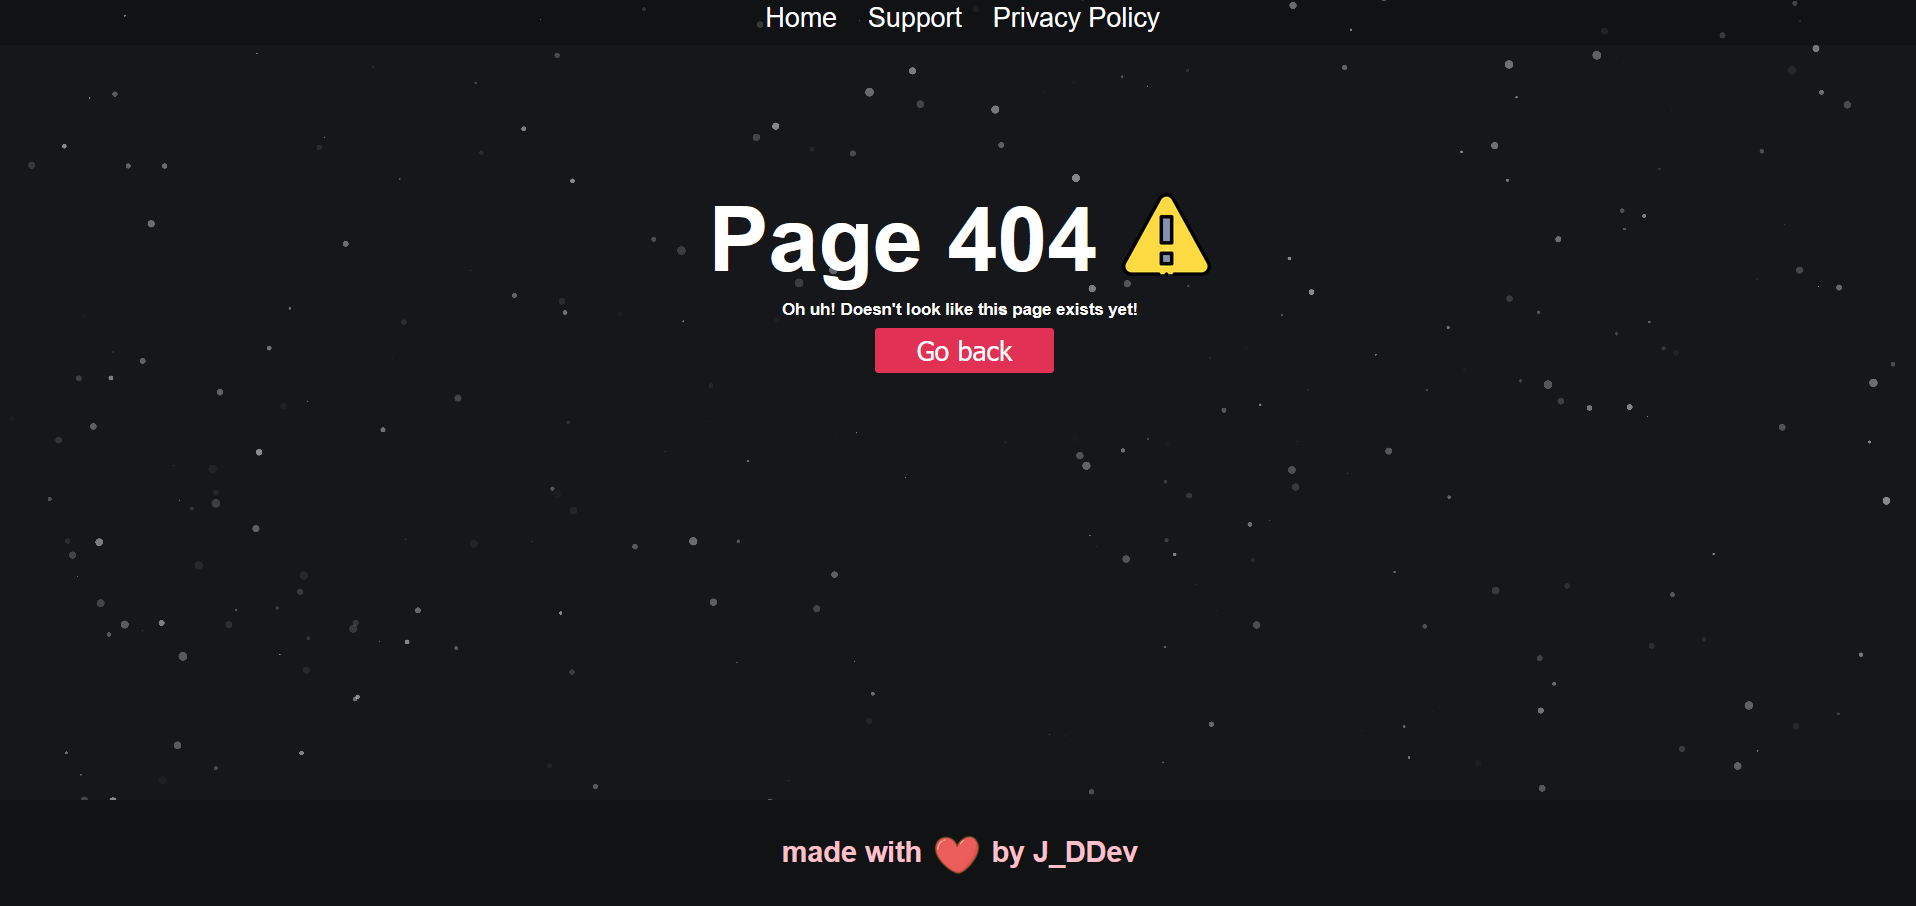 Home Support Privacy Policy
Page 404
Oh uh! Doesn't look like this page exists yet!
Go back
made with ❤️ by J_DDev